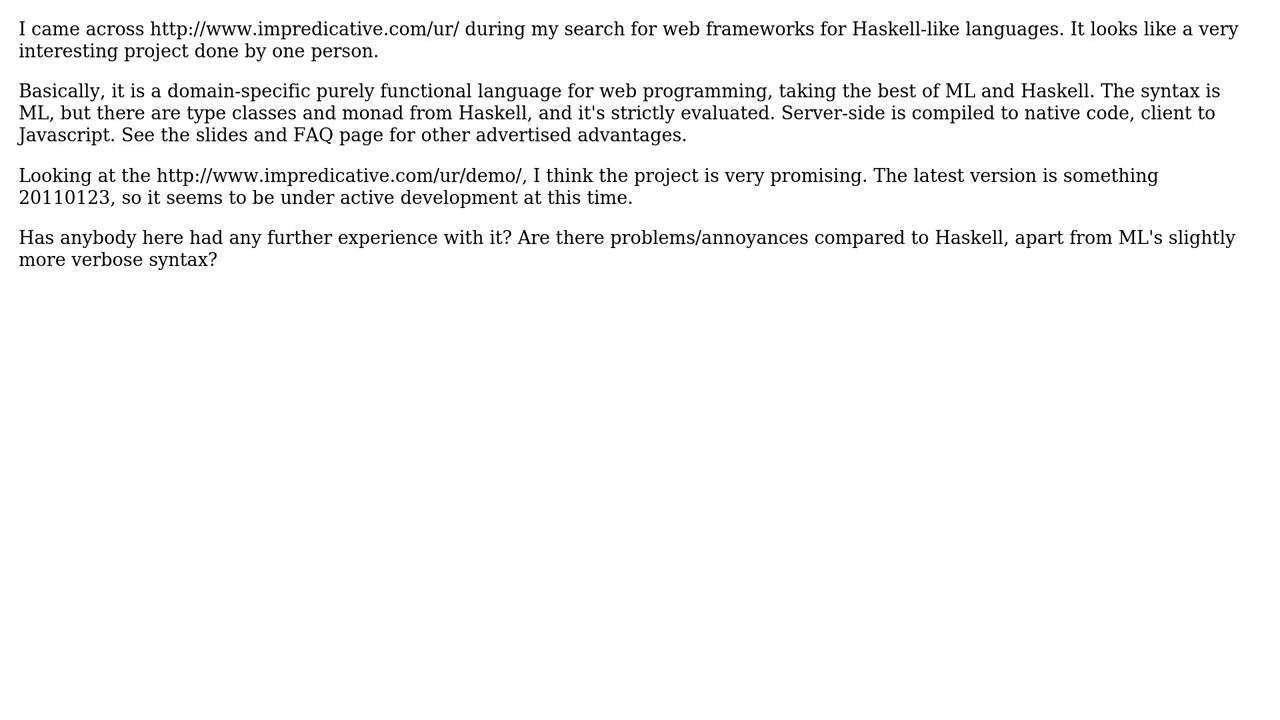 I came across http://www.impredicative.com/ur/ during my search for web frameworks for Haskell-like languages. It looks like a very
interesting project done by one person.
Basically, it is a domain-specific purely functional language for web programming, taking the best of ML and Haskell. The syntax is
ML, but there are type classes and monad from Haskell, and it's strictly evaluated. Server-side is compiled to native code, client to
Javascript. See the slides and FAQ page for other advertised advantages.
Looking at the http://www.impredicative.com/ur/demo/, I think the project is very promising. The latest version is something
20110123, so it seems to be under active development at this time.
Has anybody here had any further experience with it? Are there problems/annoyances compared to Haskell, apart from ML's slightly
more verbose syntax?